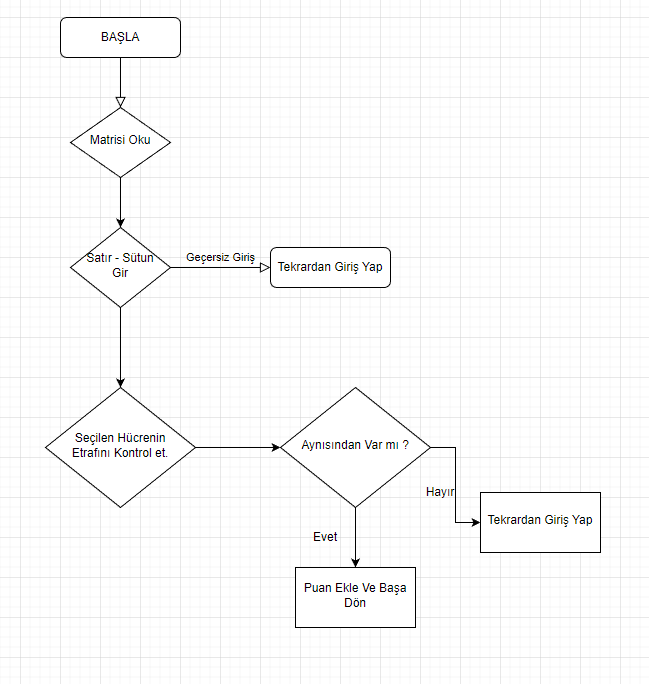 BAŞLA
Matrisi Oku
Satır - Sütun
Gir
Geçersiz Giriş
Tekrardan Giriş Yap
Seçilen Hücrenin
Etrafını Kontrol et.
Aynısından Var mı ?
Hayır
Tekrardan Giriş Yap
Evet
Puan Ekle Ve Başa
Dön